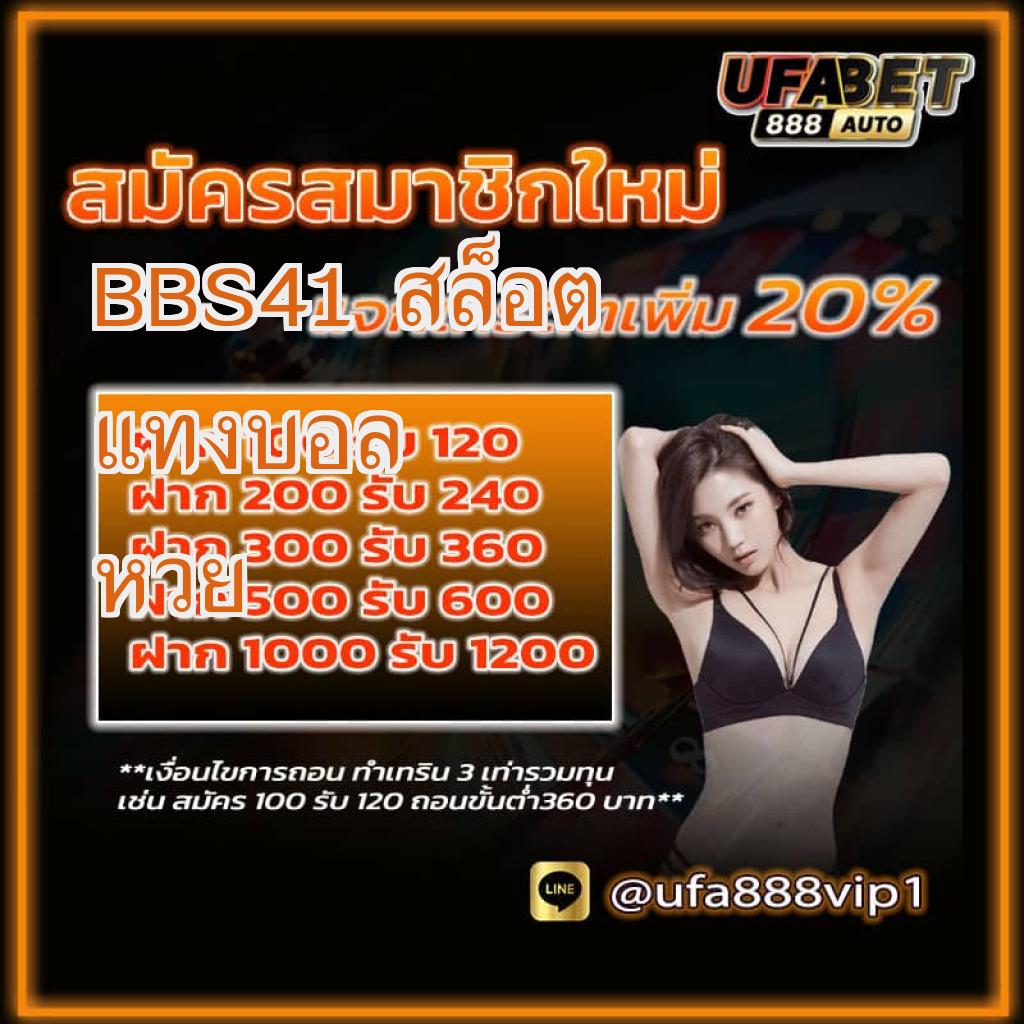 UFABET
888 AUTO
สมัครสมาชิกใหม่
BBS41 สล็อต
เพิ่ม 20%
แทงบอล
120
ฝาก 200 รับ 240
ฝาก 300 รับ 360
หวย
500 รับ 600
ฝาก 1000 รับ 1200
**เงื่อนไขการถอน ทำเทริน 3 เท่ารวมทุน
เช่น สมัคร 100 รับ 120 ถอนขั้นต่ำ360 บาท**
LINE @ufa888vip1